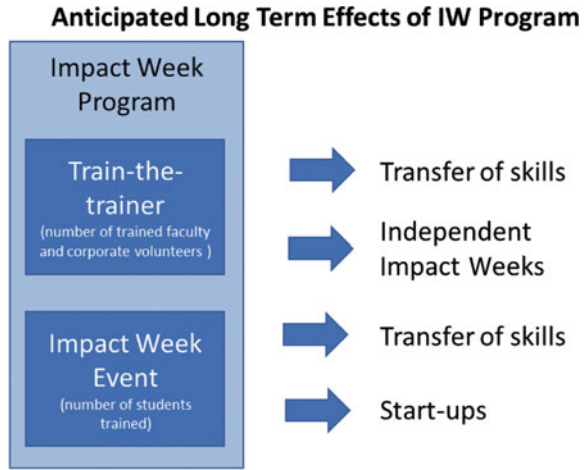 Anticipated Long Term Effects of IW Program
Impact Week
Program
Train-the-
trainer
(number of trained faculty
and corporate volunteers )
Transfer of skills
Independent
Impact Weeks
Impact Week
Event
(number of students
trained)
Transfer of skills
Start-ups